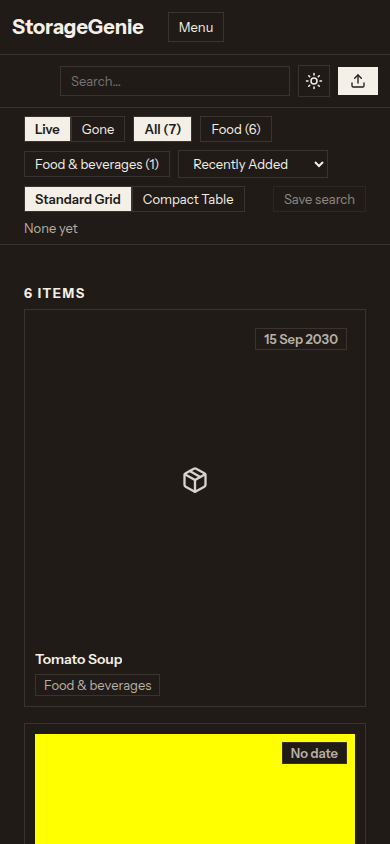 StorageGenie Menu
Search...
Live Gone All (7) Food (6)
Food & beverages (1) Recently Added
Standard Grid Compact Table Save search
None yet
6 ITEMS
15 Sep 2030
Tomato Soup
Food & beverages
No date